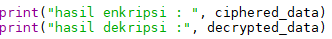 print("hasil enkripsi : ", ciphered_data)
print("hasil dekripsi :", decrypted_data)